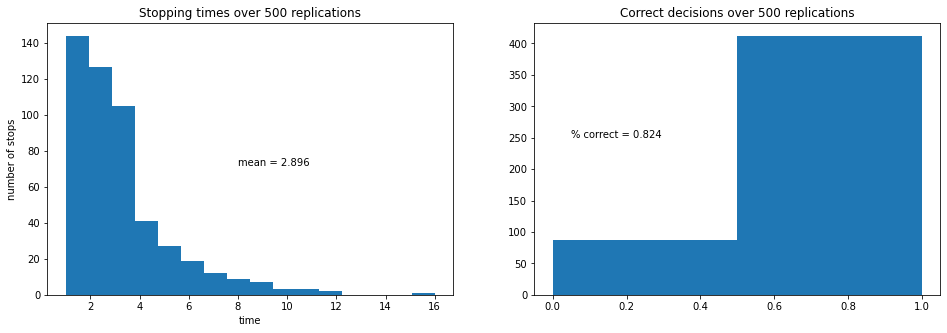 Stopping times over 500 replications
140
120
100
80
60
40
20
0
number of stops
mean = 2.896
2 4 6 8 10 12 14 16
time
Correct decisions over 500 replications
400
350
300
250
200
150
100
50
0
% correct = 0.824
0.0 0.2 0.4 0.6 0.8 1.0